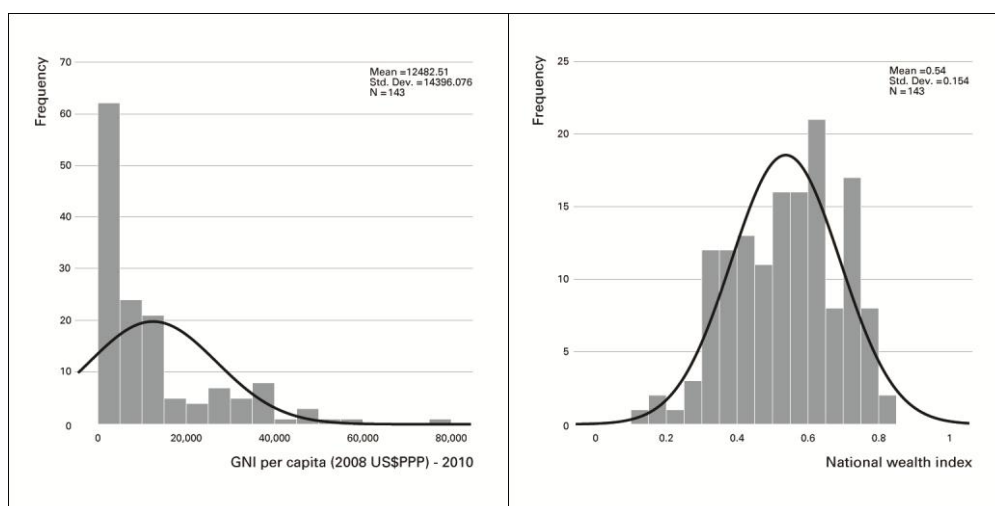 70
60
50
40
30
20
10
0
Frequency
Mean =12482.51
Std. Dev. =14396.076
N =143
0 20,000 40,000 60,000 80,000
GNI per capita (2008 US$PPP) - 2010
25
20
15
10
5
0
Frequency
Mean =0.54
Std. Dev. =0.154
N =143
0 0.2 0.4 0.6 0.8 1
National wealth index